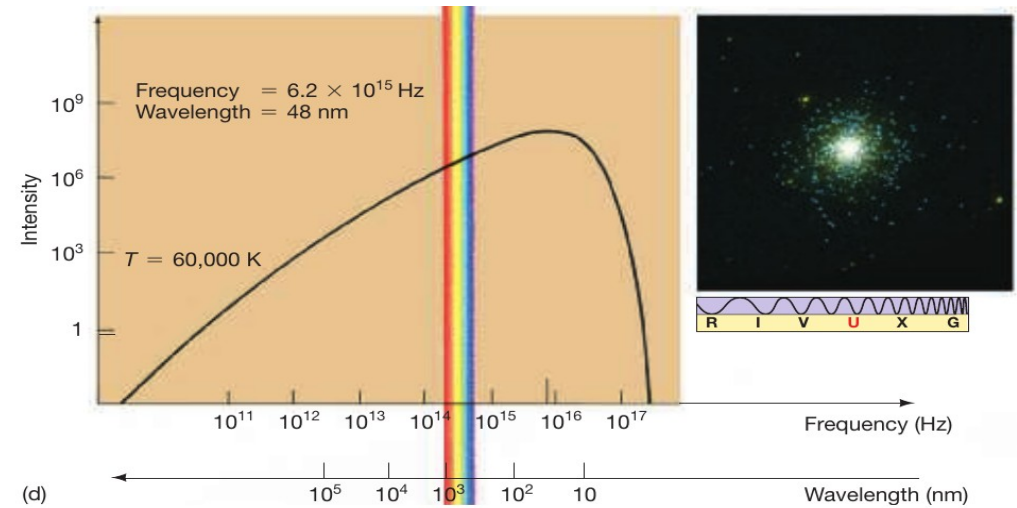 Frequency = 6.2 × 10¹⁵ Hz
Wavelength = 48 nm
Intensity
10⁹
10⁶
10³
1
T = 60,000 K
10¹¹ 10¹² 10¹³ 10¹⁴ 10¹⁵ 10¹⁶ 10¹⁷
Frequency (Hz)
R I V U X G
(d)
10⁵ 10⁴ 10³ 10² 10
Wavelength (nm)